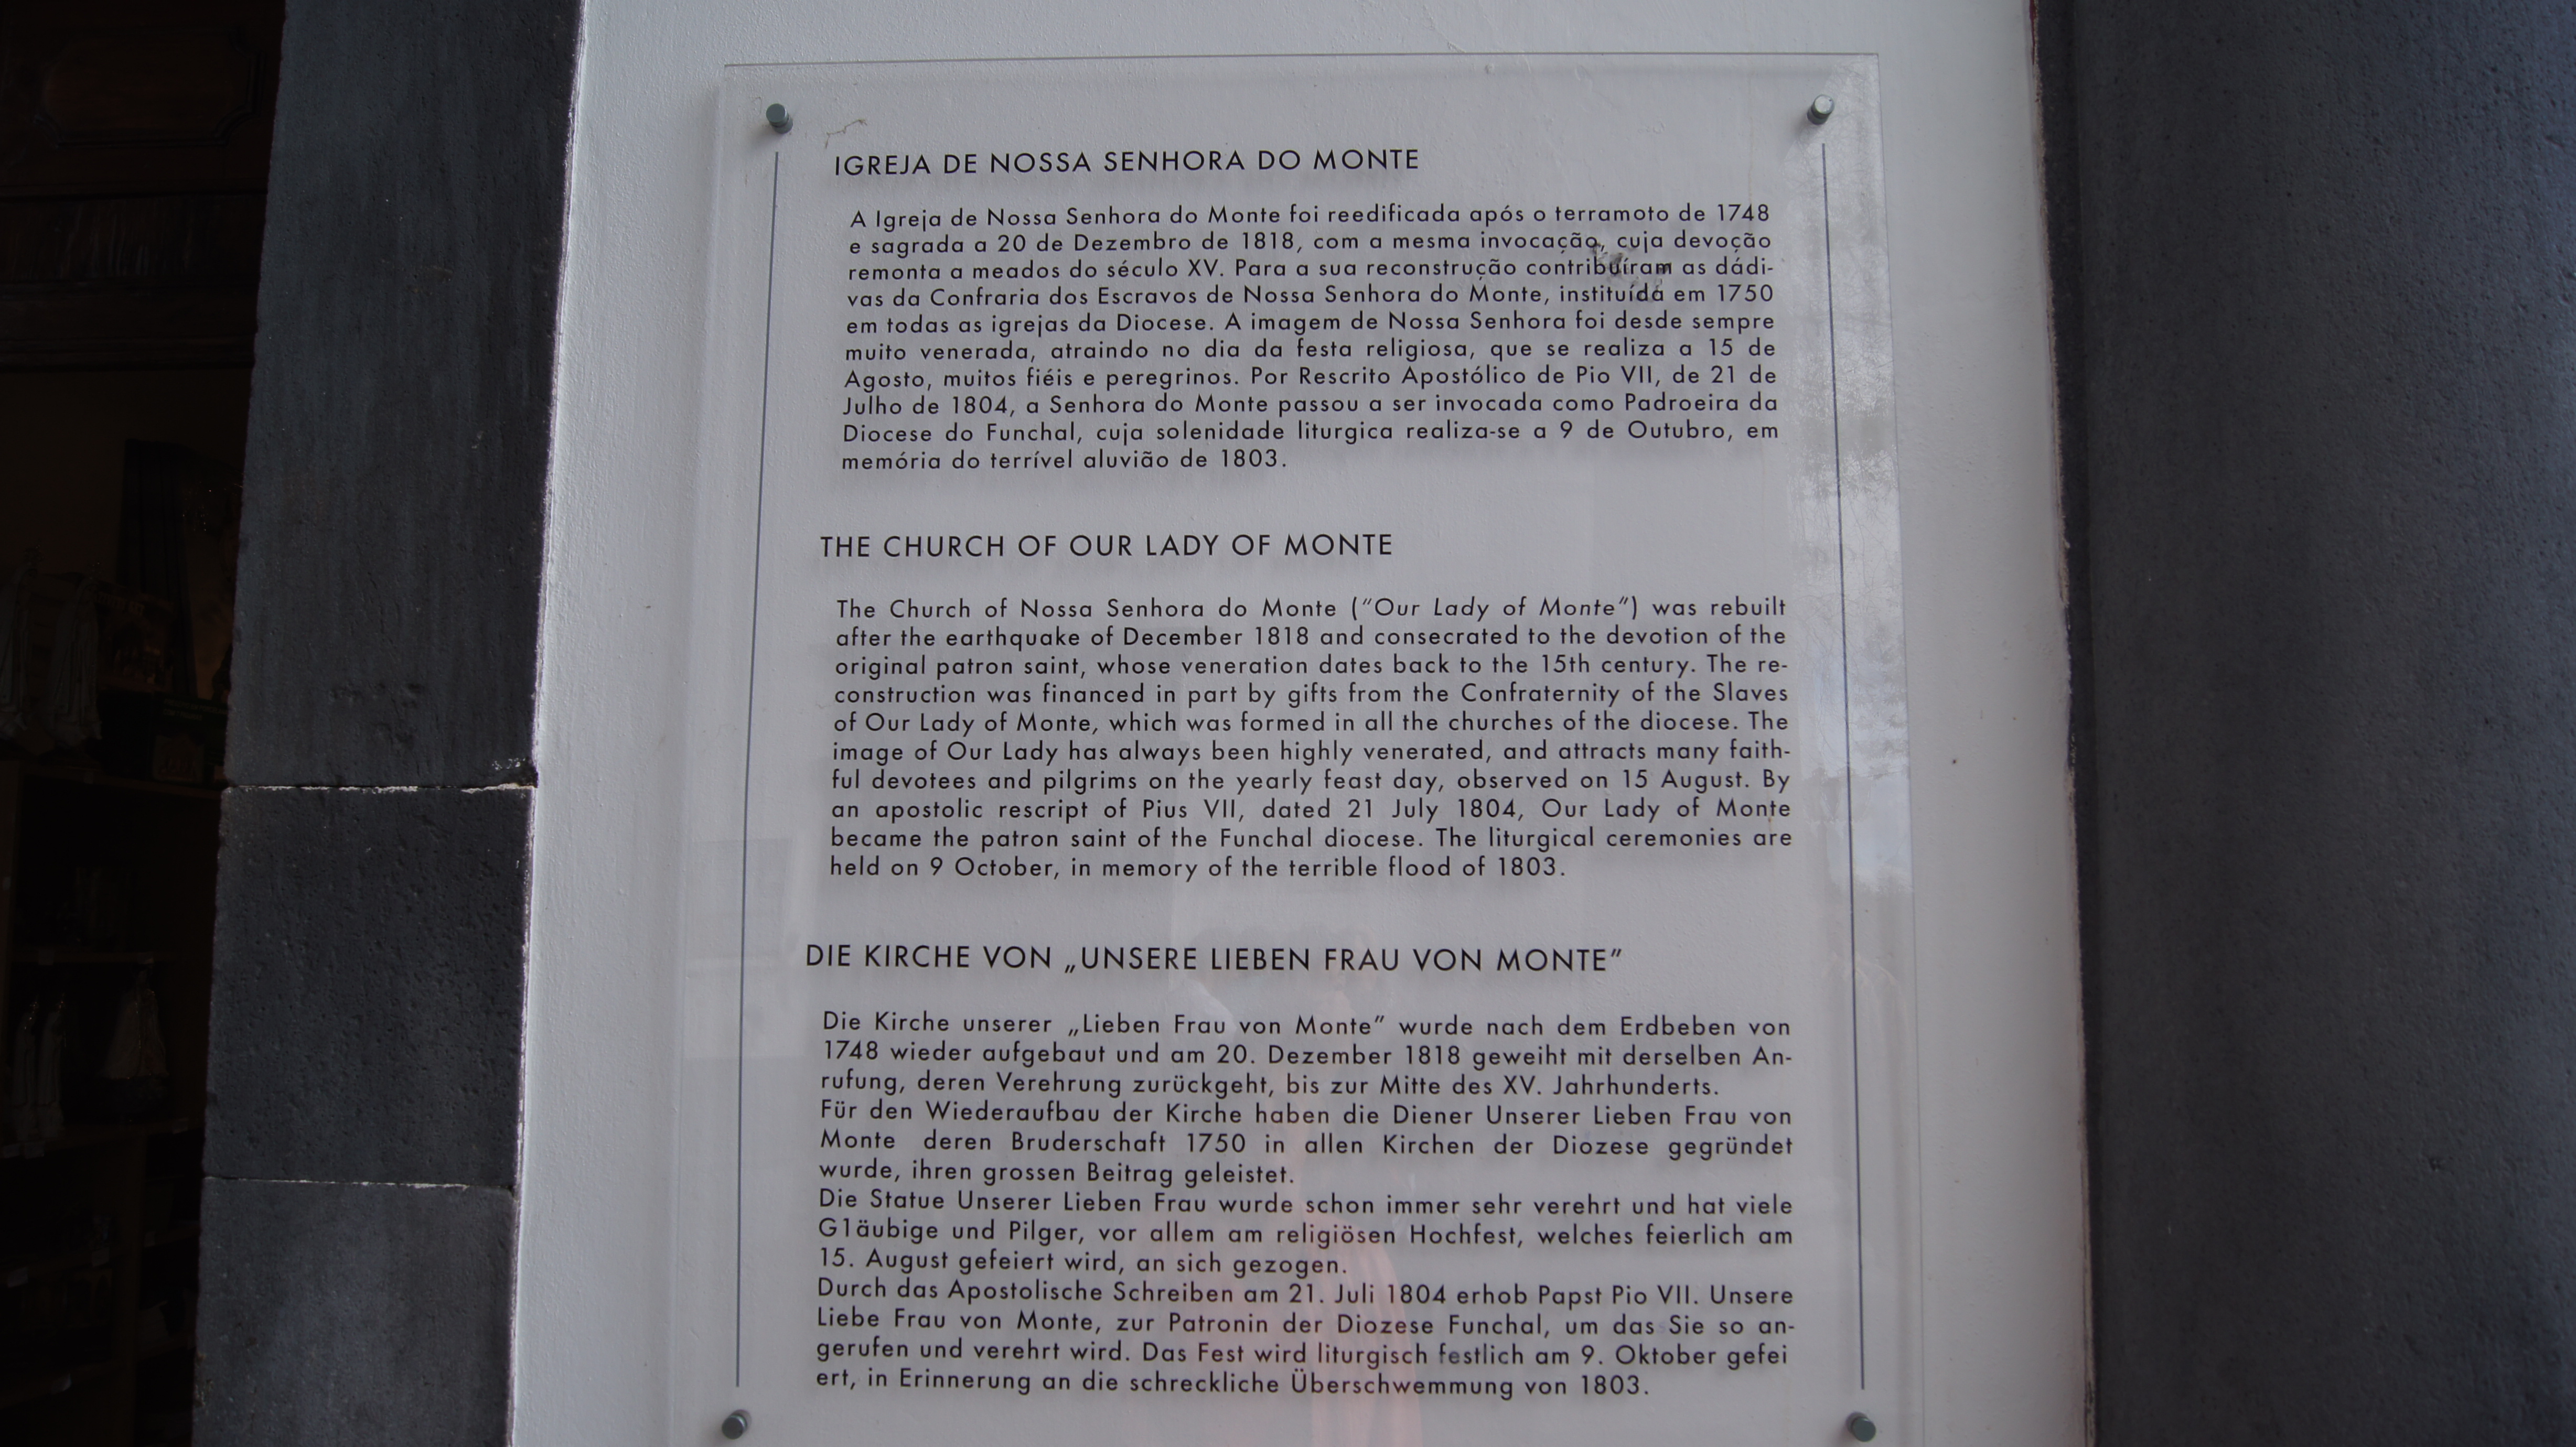 IGREJA DE NOSSA SENHORA DO MONTE
A Igreja de Nossa Senhora do Monte foi reedificada após o terramoto de 1748
e sagrada a 20 de Dezembro de 1818, com a mesma invocação, cuja devoção
remonta a meados do século XV. Para a sua reconstrução contribuíram as dádi-
vas da Confraria dos Escravos de Nossa Senhora do Monte, instituída em 1750
em todas as igrejas da Diocese. A imagem de Nossa Senhora foi desde sempre
muito venerada, atraindo no dia da festa religiosa, que se realiza a 15 de
Agosto, muitos fiéis e peregrinos. Por Rescrito Apostólico de Pio VII, de 21 de
Julho de 1804, a Senhora do Monte passou a ser invocada como Padroeira da
Diocese do Funchal, cuja solenidade liturgica realiza-se a 9 de Outubro, em
memória do terrível aluvião de 1803.
THE CHURCH OF OUR LADY OF MONTE
The Church of Nossa Senhora do Monte ("Our Lady of Monte") was rebuilt
after the earthquake of December 1818 and consecrated to the devotion of the
original patron saint, whose veneration dates back to the 15th century. The re-
construction was financed in part by gifts from the Confraternity of the Slaves
of Our Lady of Monte, which was formed in all the churches of the diocese. The
image of Our Lady has always been highly venerated, and attracts many faith-
ful devotees and pilgrims on the yearly feast day, observed on 15 August. By
an apostolic rescript of Pius VII, dated 21 July 1804, Our Lady of Monte
became the patron saint of the Funchal diocese. The liturgical ceremonies are
held on 9 October, in memory of the terrible flood of 1803.
DIE KIRCHE VON „UNSERE LIEBEN FRAU VON MONTE"
Die Kirche unserer „Lieben Frau von Monte" wurde nach dem Erdbeben von
1748 wieder aufgebaut und am 20. Dezember 1818 geweiht mit derselben An-
rufung, deren Verehrung zurückgeht, bis zur Mitte des XV. Jahrhunderts.
Für den Wiederaufbau der Kirche haben die Diener Unserer Lieben Frau von
Monte deren Bruderschaft 1750 in allen Kirchen der Diozese gegründet
wurde, ihren grossen Beitrag geleistet.
Die Statue Unserer Lieben Frau wurde schon immer sehr verehrt und hat viele
G1äubige und Pilger, vor allem am religiösen Hochfest, welches feierlich am
15. August gefeiert wird, an sich gezogen.
Durch das Apostolische Schreiben am 21. Juli 1804 erhob Papst Pio VII. Unsere
Liebe Frau von Monte, zur Patronin der Diozese Funchal, um das Sie so an-
gerufen und verehrt wird. Das Fest wird liturgisch festlich am 9. Oktober gefei
ert, in Erinnerung an die schreckliche Überschwemmung von 1803.